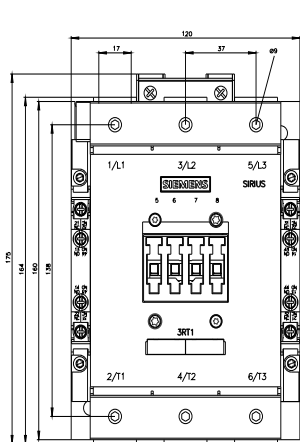 120
17 37 ø9
1/L1 3/L2 5/L3
SIEMENS SIRIUS
5 6 7 8
175
164
160
138
3RT1
2/T1 4/T2 6/T3